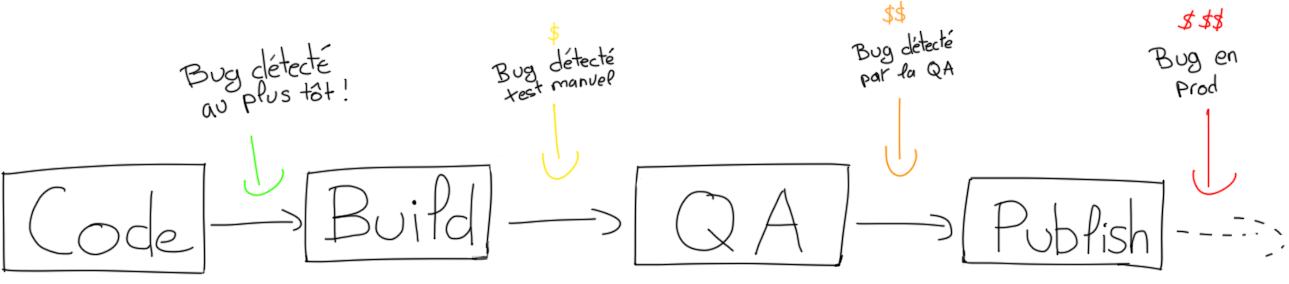 Bug détecté
au plus tôt !
$
Bug détecté
test manuel
$$
Bug détecté
par la QA
$ $$
Bug en
Prod
Code
Build
QA
Publish